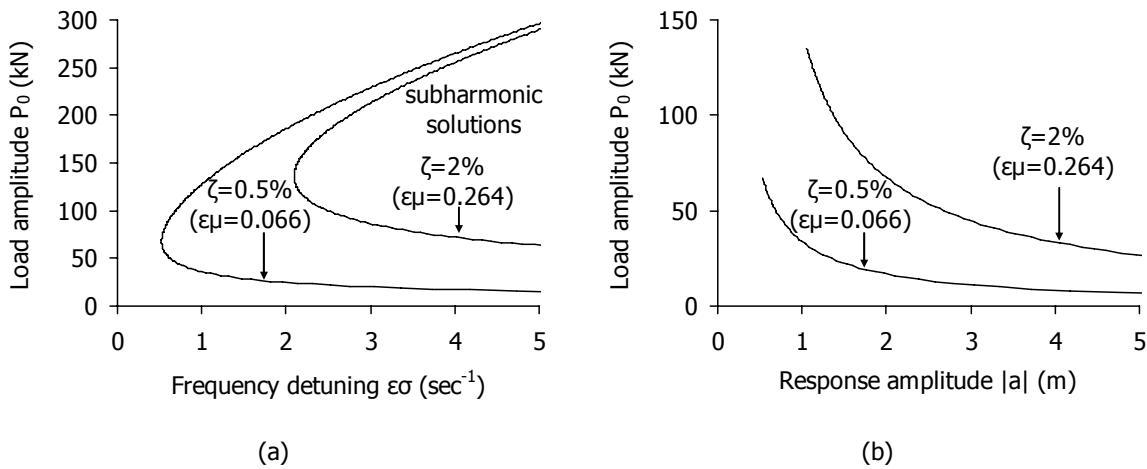 Load amplitude P₀ (kN)
300
250
200
150
100
50
0
subharmonic
solutions
ζ=2%
(εμ=0.264)
ζ=0.5%
(εμ=0.066)
0 1 2 3 4 5
Frequency detuning εσ (sec⁻¹)
(a)
Load amplitude P₀ (kN)
150
100
50
0
ζ=2%
(εμ=0.264)
ζ=0.5%
(εμ=0.066)
0 1 2 3 4 5
Response amplitude |a| (m)
(b)